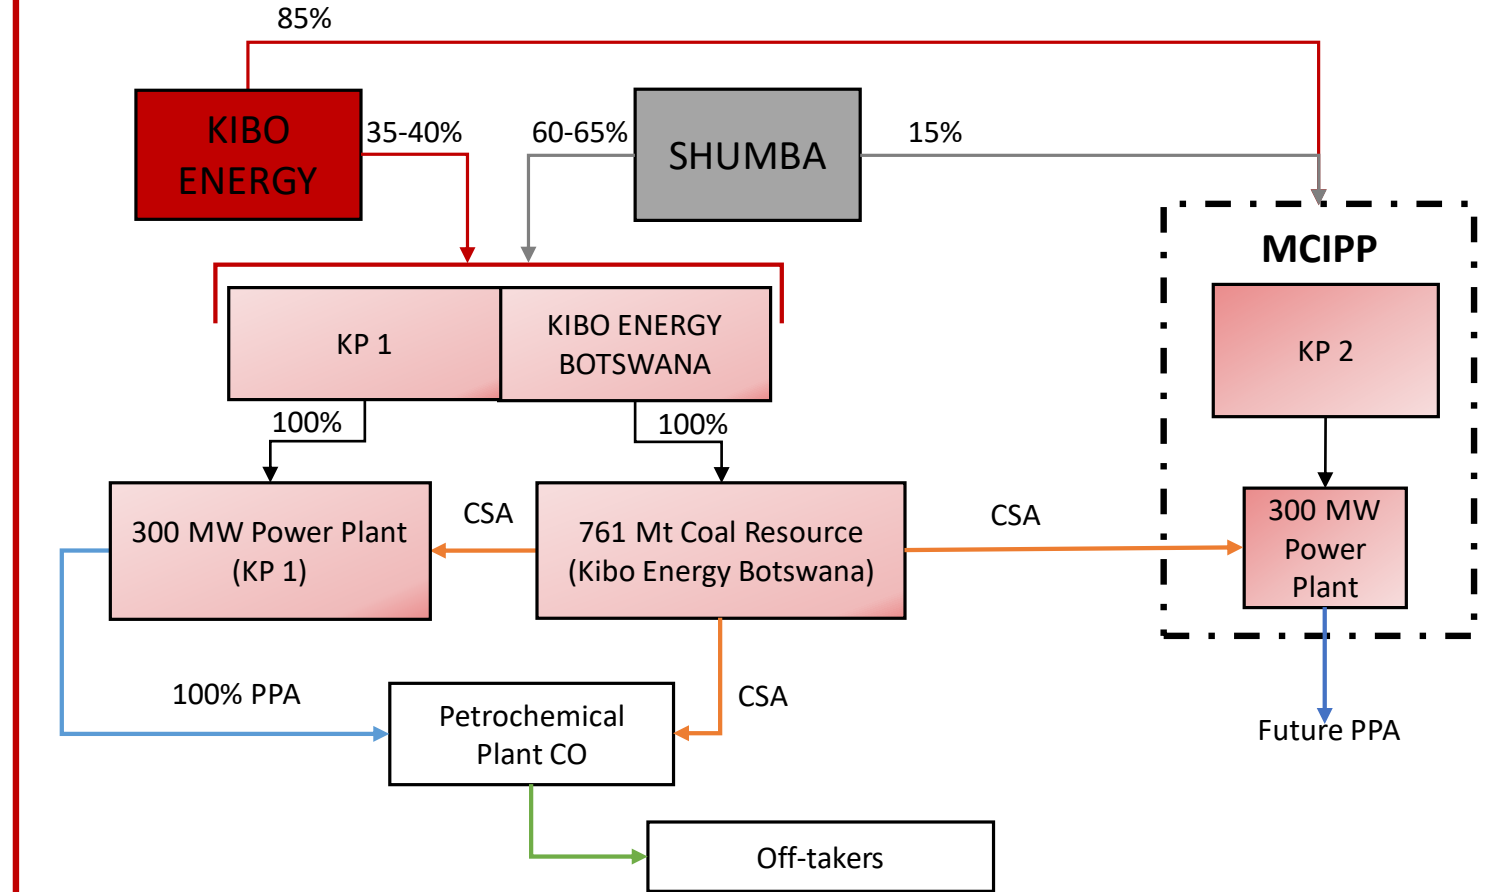 85%
KIBO
ENERGY
35-40%
60-65%
SHUMBA
15%
MCIPP
KP 1
KIBO ENERGY
BOTSWANA
KP 2
100%
100%
300 MW Power Plant
(KP 1)
CSA
761 Mt Coal Resource
(Kibo Energy Botswana)
CSA
300 MW
Power
Plant
100% PPA
Petrochemical
Plant CO
CSA
Future PPA
Off-takers